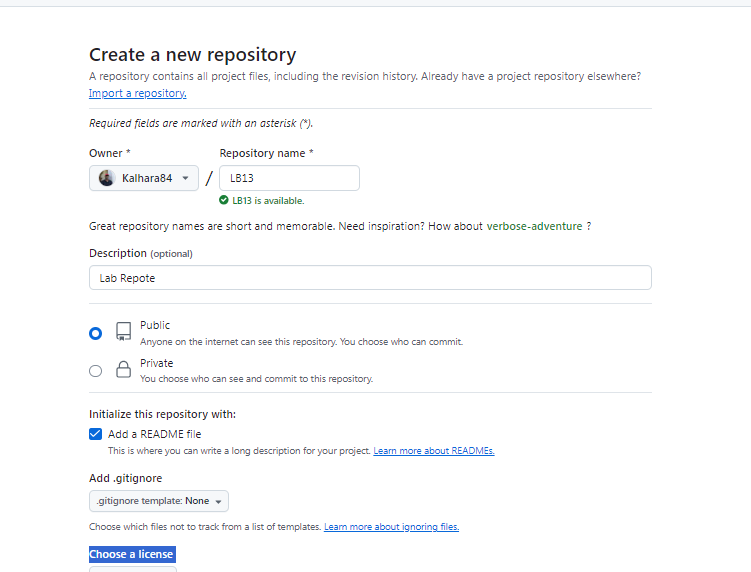 Create a new repository
A repository contains all project files, including the revision history. Already have a project repository elsewhere?
Import a repository.
Required fields are marked with an asterisk (*).
Owner * Repository name *
Kalhara84 / LB13
LB13 is available.
Great repository names are short and memorable. Need inspiration? How about verbose-adventure ?
Description (optional)
Lab Repote
Public
Anyone on the internet can see this repository. You choose who can commit.
Private
You choose who can see and commit to this repository.
Initialize this repository with:
Add a README file
This is where you can write a long description for your project. Learn more about READMEs.
Add .gitignore
.gitignore template: None
Choose which files not to track from a list of templates. Learn more about ignoring files.
Choose a license